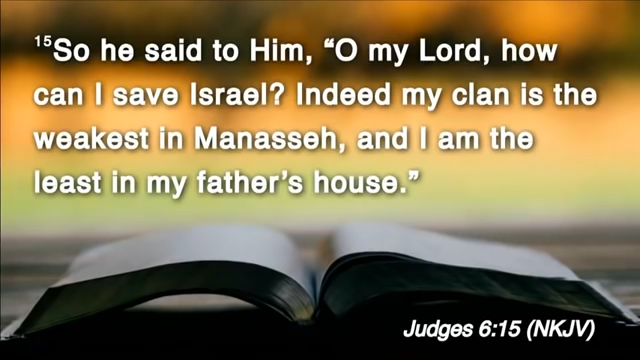 15So he said to Him, “O my Lord, how
can I save Israel? Indeed my clan is the
weakest in Manasseh, and I am the
least in my father’s house.”
Judges 6:15 (NKJV)